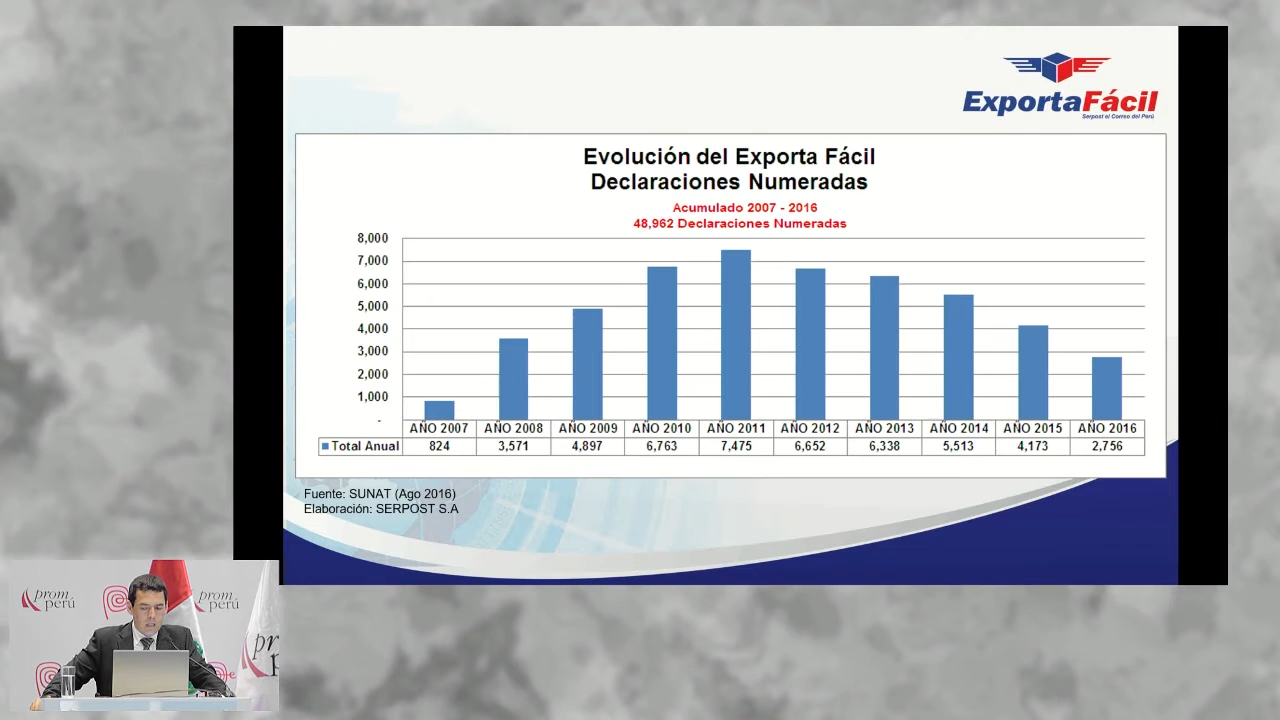 ExportaFácil
Serpost el Correo del Perú
Evolución del Exporta Fácil
Declaraciones Numeradas
Acumulado 2007 - 2016
48,962 Declaraciones Numeradas
8,000
7,000
6,000
5,000
4,000
3,000
2,000
1,000
-
AÑO 2007 AÑO 2008 AÑO 2009 AÑO 2010 AÑO 2011 AÑO 2012 AÑO 2013 AÑO 2014 AÑO 2015 AÑO 2016
Total Anual 824 3,571 4,897 6,763 7,475 6,652 6,338 5,513 4,173 2,756
Fuente: SUNAT (Ago 2016)
Elaboración: SERPOST S.A
prom
perú
prom
perú
prom